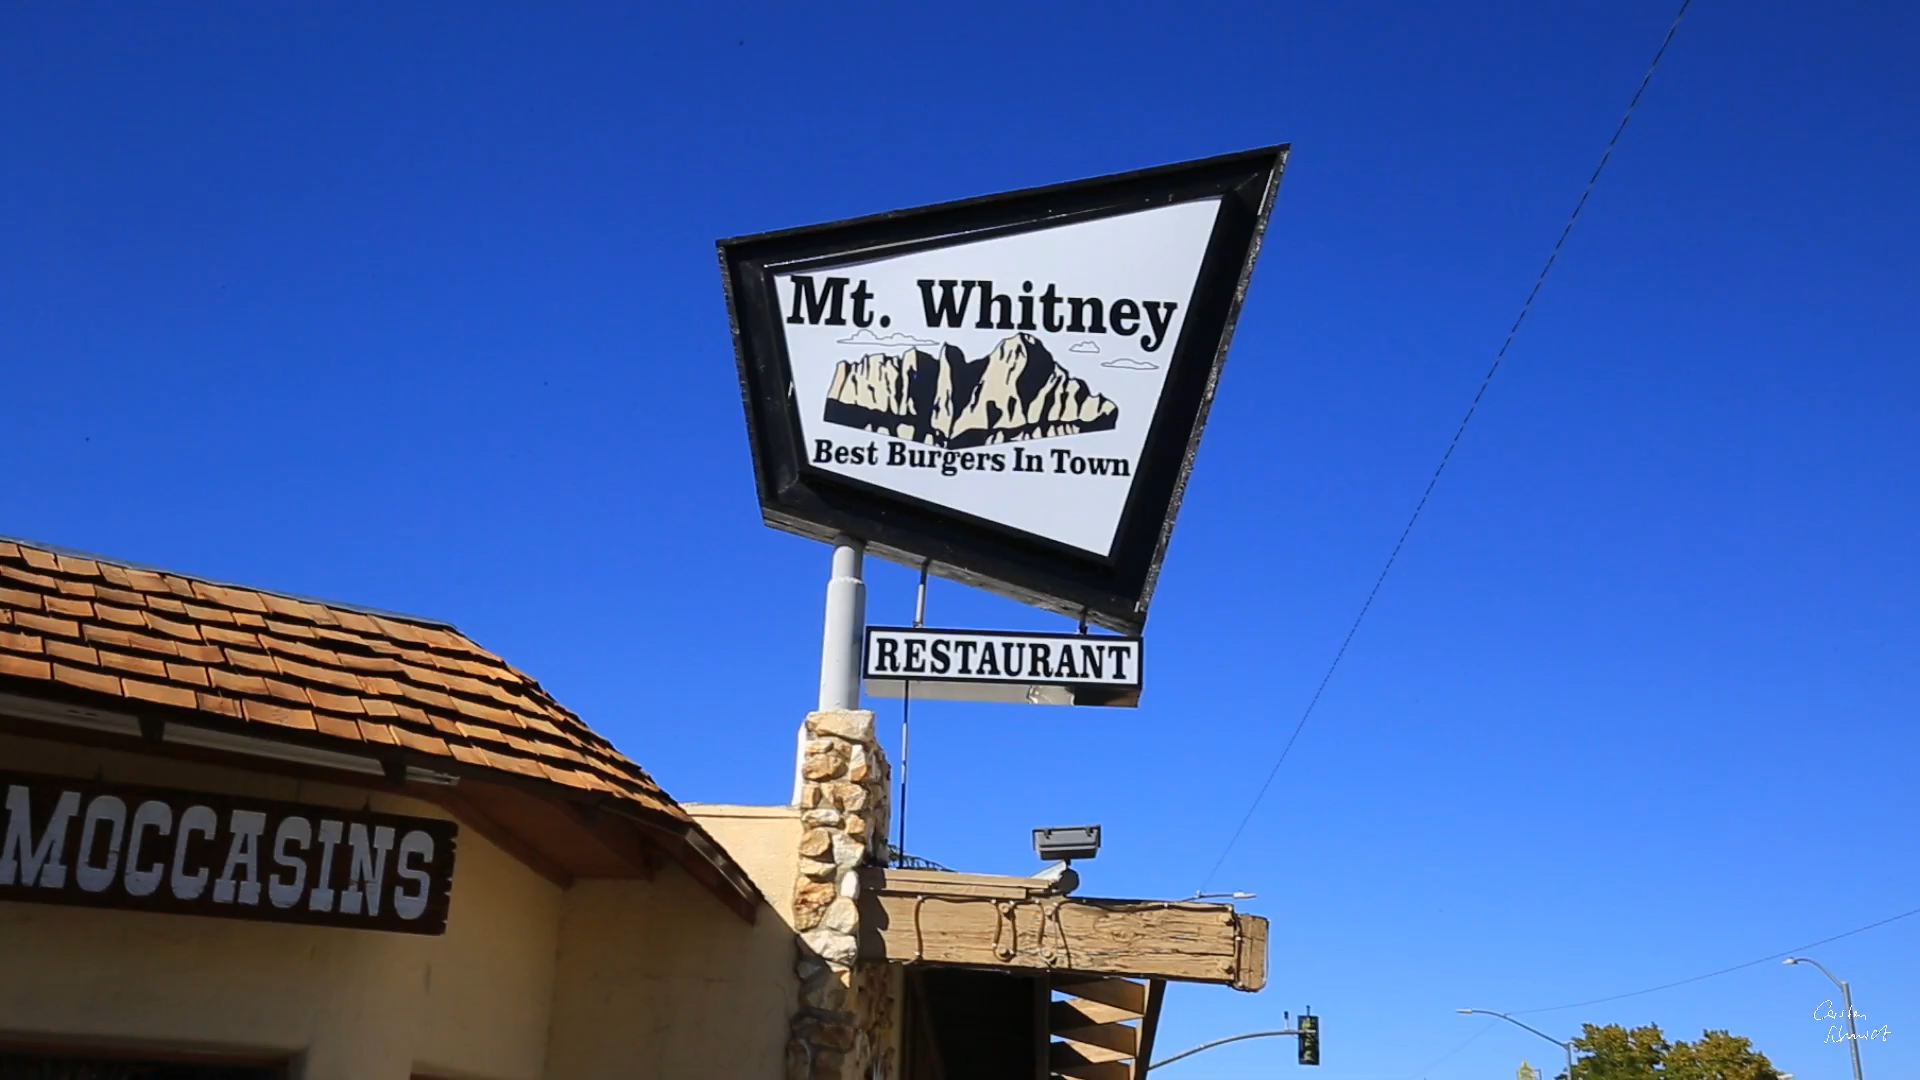 Mt. Whitney
Best Burgers In Town
RESTAURANT
MOCCASINS